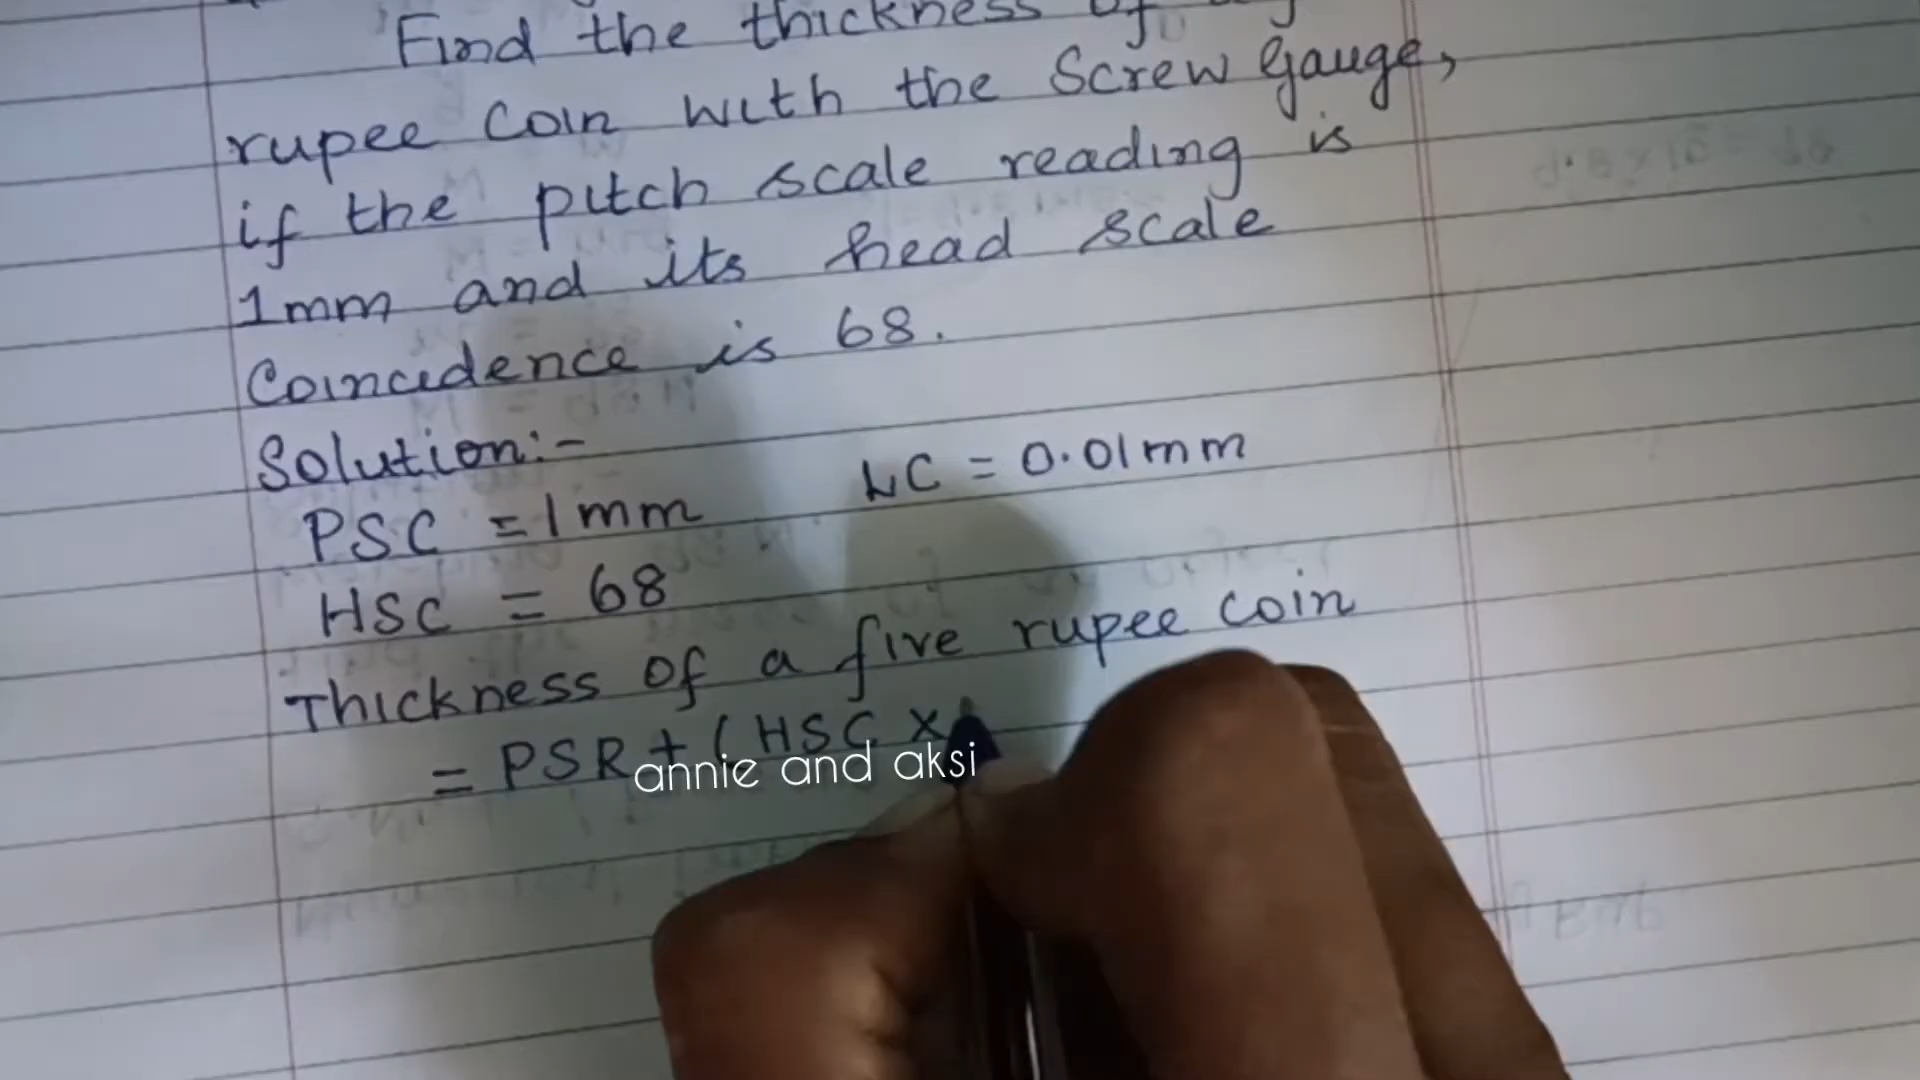 Find the thickness of
rupee coin with the Screw Gauge,
if the pitch scale reading is
1mm and its head scale
Coincidence is 68.
Solution:-
PSC = 1mm LC = 0.01mm
HSC = 68
Thickness of a five rupee coin
= PSR + (HSC ×
annie and aksi